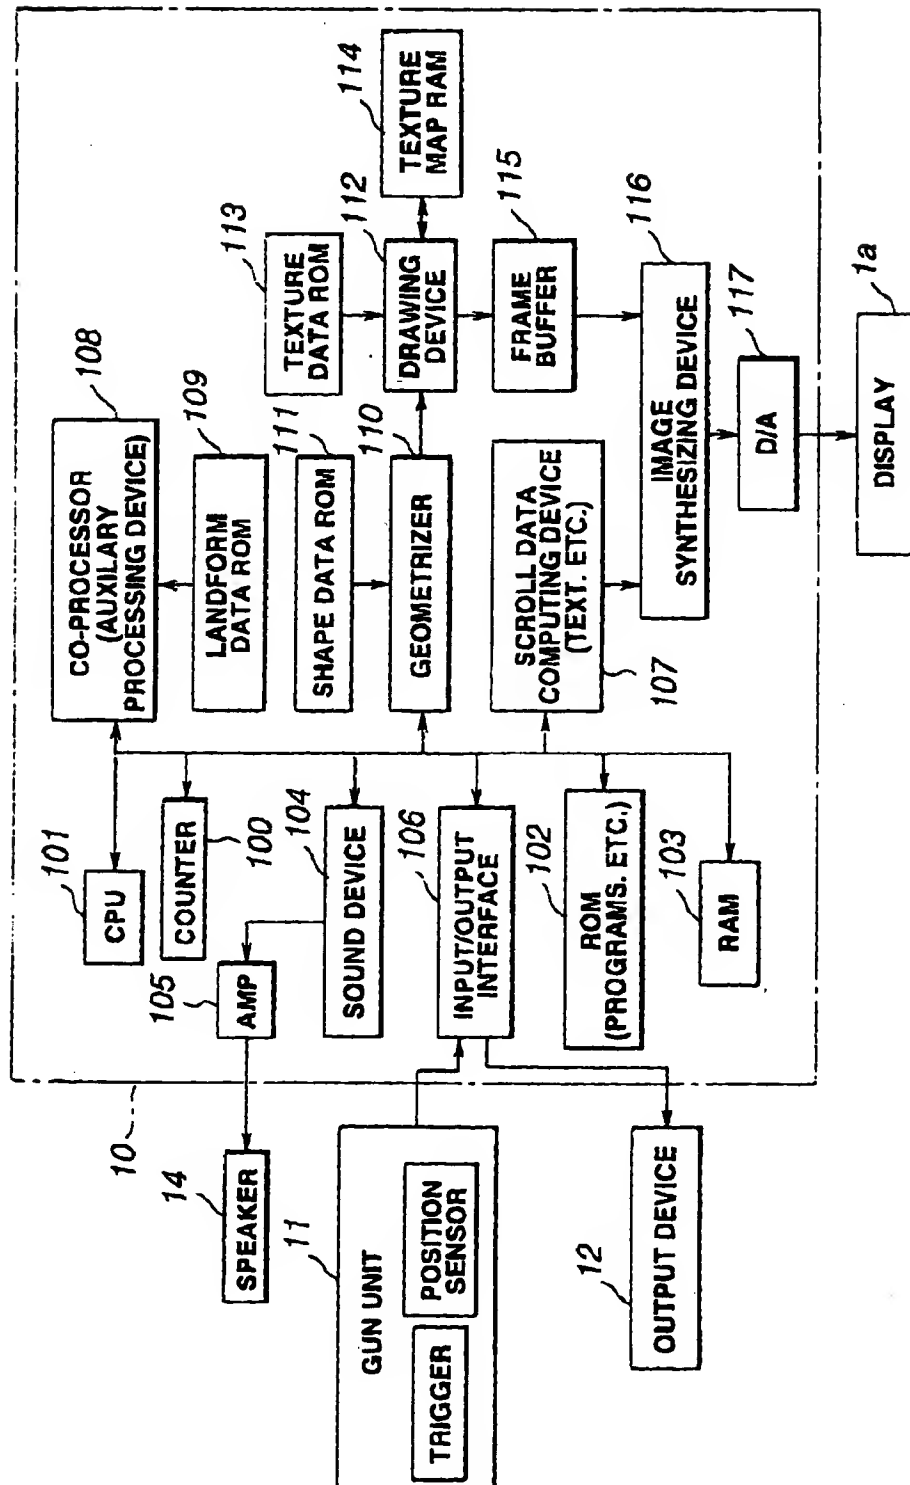 10
101
CPU
COUNTER
100
105
AMP
104
SOUND DEVICE
14
SPEAKER
11
GUN UNIT
TRIGGER
POSITION
SENSOR
106
INPUT/OUTPUT
INTERFACE
12
OUTPUT DEVICE
102
ROM
(PROGRAMS. ETC.)
103
RAM
CO-PROCESSOR
(AUXILARY
PROCESSING DEVICE)
108
LANDFORM
DATA ROM
109
SHAPE DATA ROM
111
GEOMETRIZER
110
TEXTURE
DATA ROM
113
DRAWING
DEVICE
112
TEXTURE
MAP RAM
114
FRAME
BUFFER
115
SCROLL DATA
COMPUTING DEVICE
(TEXT. ETC.)
107
IMAGE
SYNTHESIZING DEVICE
116
D/A
117
DISPLAY
1a